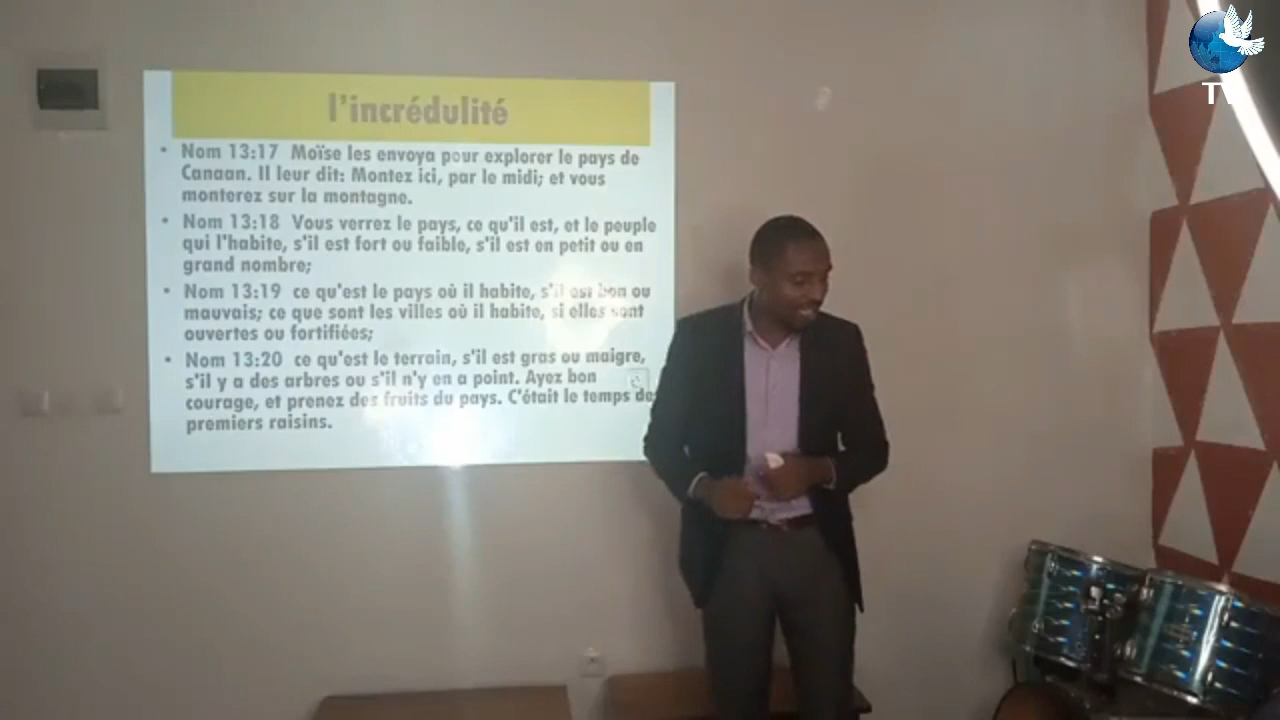 l'incrédulité
• Nom 13:17 Moïse les envoya pour explorer le pays de
Canaan. Il leur dit: Montez ici, par le midi; et vous
monterez sur la montagne.
• Nom 13:18 Vous verrez le pays, ce qu'il est, et le peuple
qui l'habite, s'il est fort ou faible, s'il est en petit ou en
grand nombre;
• Nom 13:19 ce qu'est le pays où il habite, s'il est bon ou
mauvais; ce que sont les villes où il habite, si elles sont
ouvertes ou fortifiées;
• Nom 13:20 ce qu'est le terrain, s'il est gras ou maigre,
s'il y a des arbres ou s'il n'y en a point. Ayez bon
courage, et prenez des fruits du pays. C'était le temps de
premiers raisins.